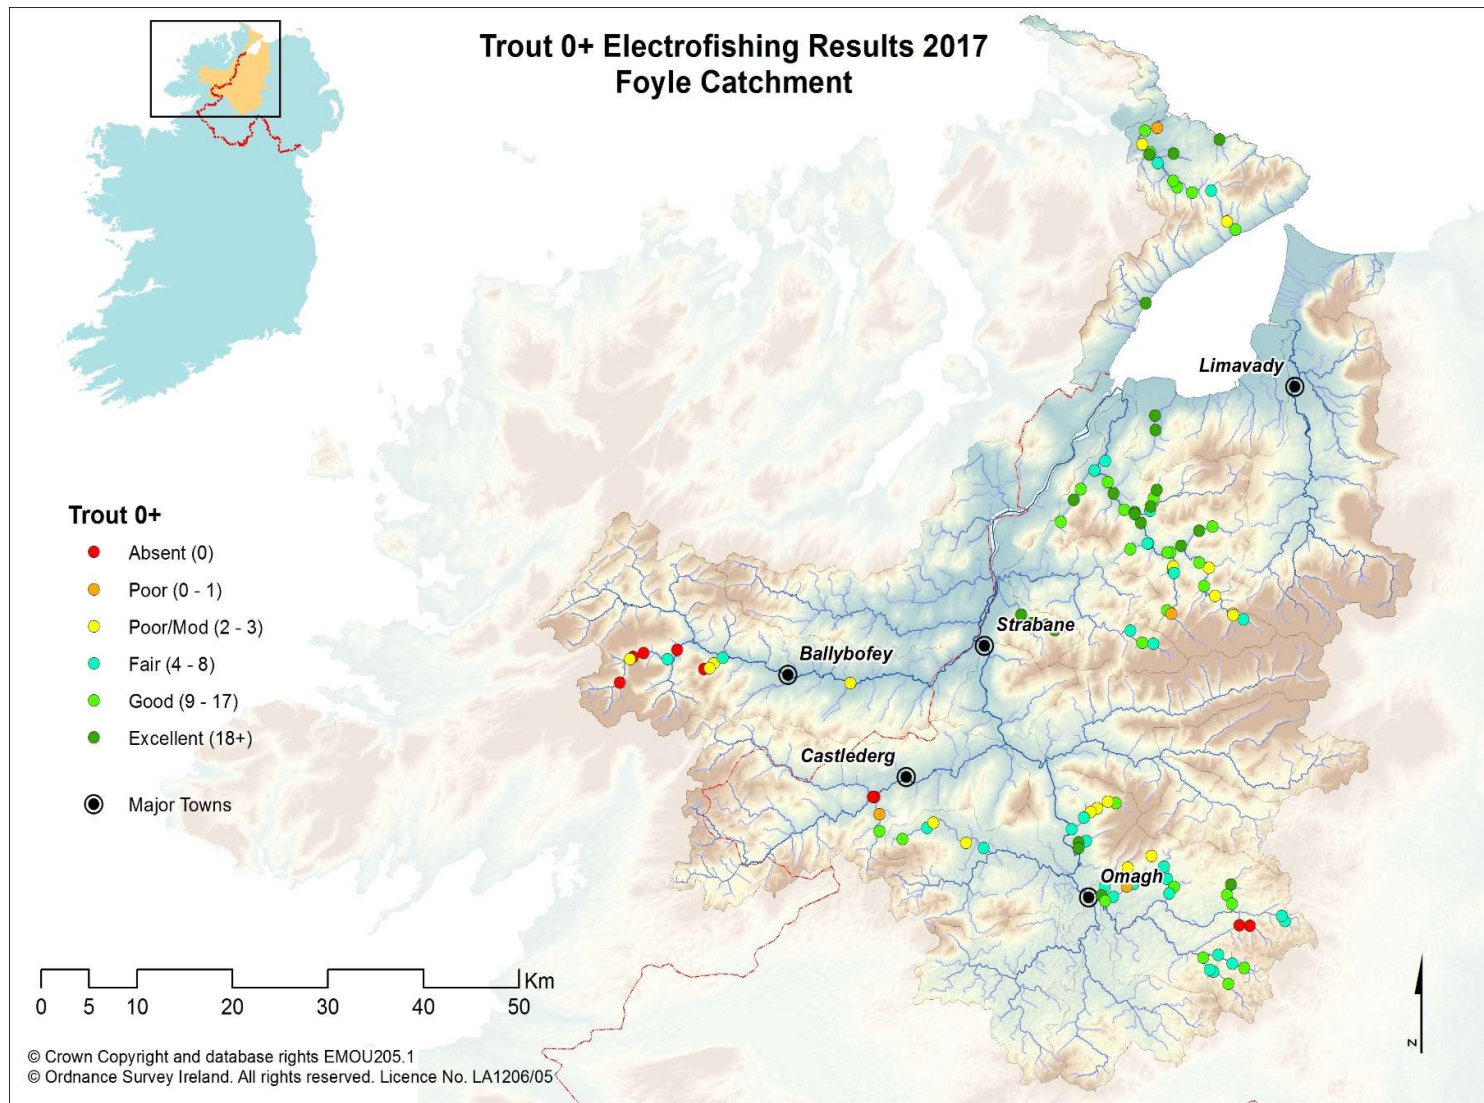 Trout 0+ Electrofishing Results 2017
Foyle Catchment
Limavady
Trout 0+
Absent (0)
Poor (0 - 1)
Poor/Mod (2 - 3)
Fair (4 - 8)
Good (9 - 17)
Excellent (18+)
Major Towns
Strabane
Ballybofey
Castlederg
Omagh
Km
0 5 10 20 30 40 50
N
© Crown Copyright and database rights EMOU205.1
© Ordnance Survey Ireland. All rights reserved. Licence No. LA1206/05